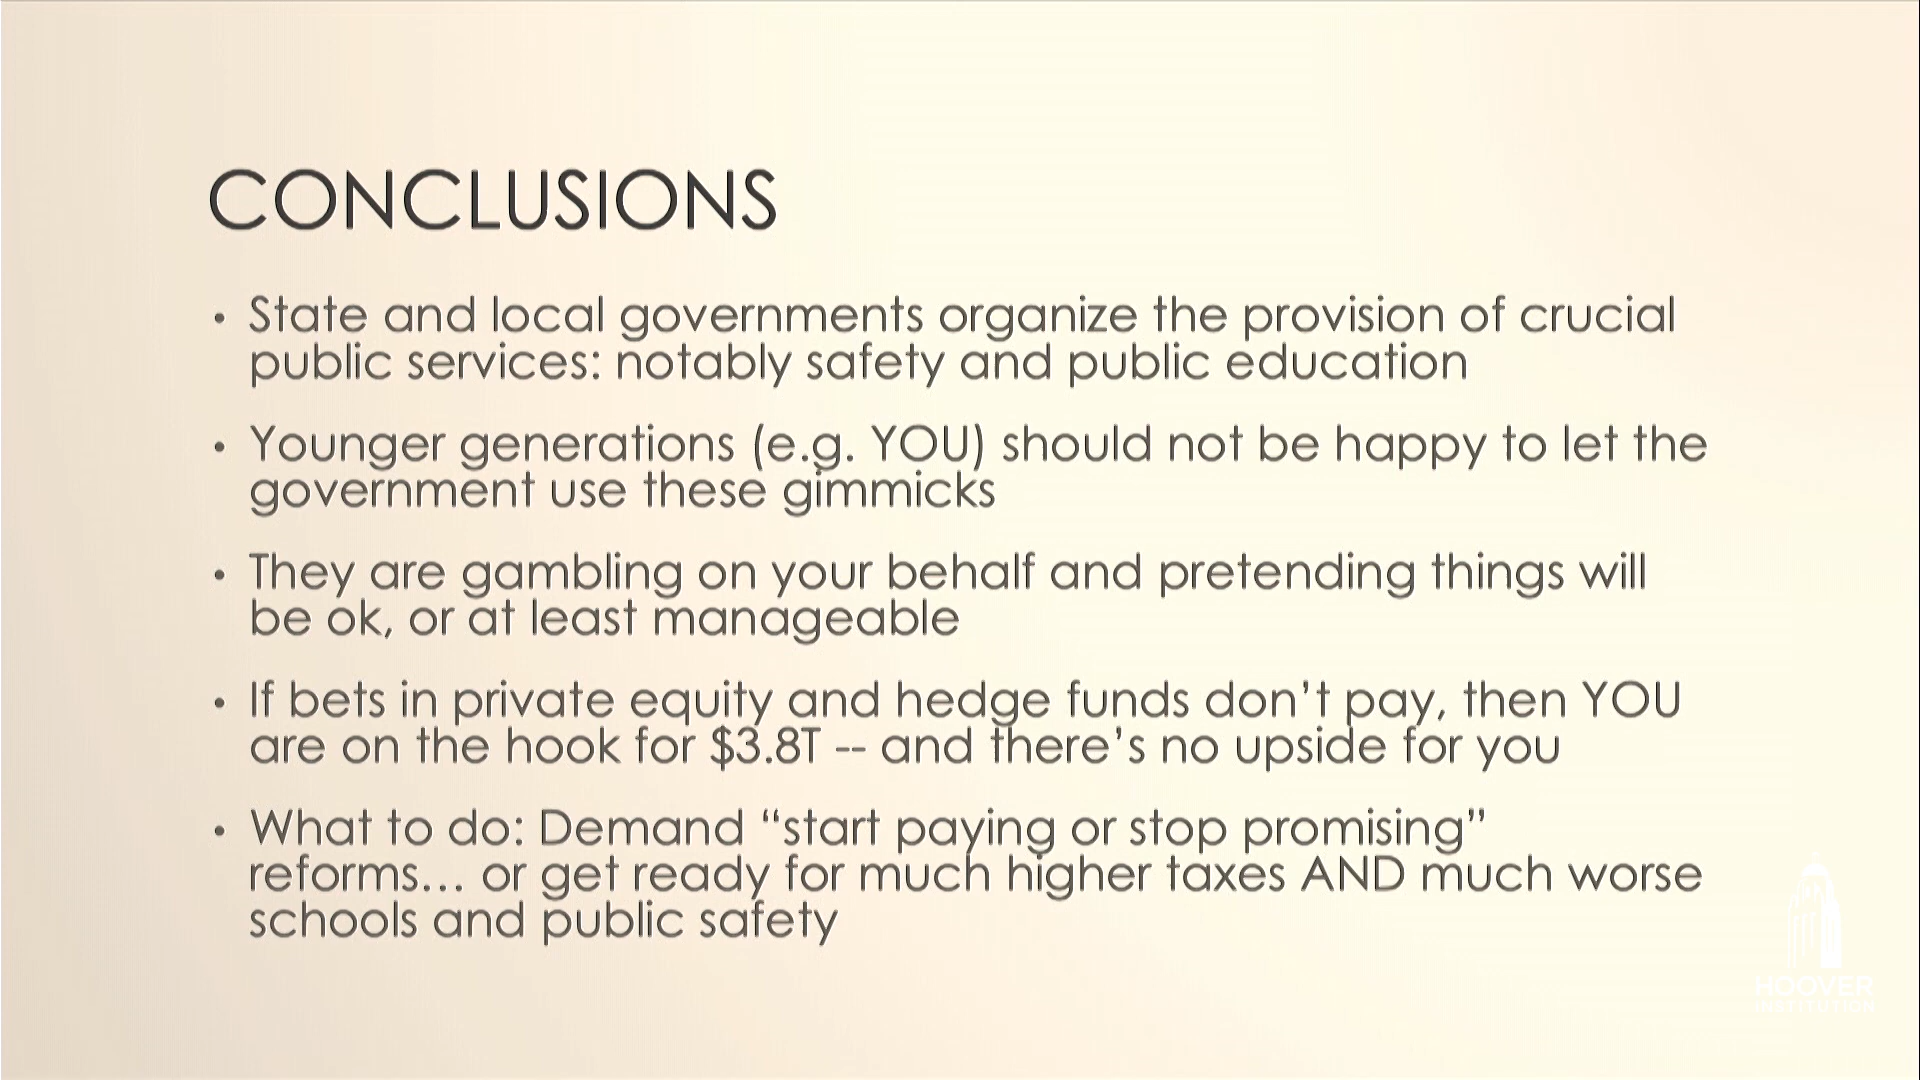 CONCLUSIONS
• State and local governments organize the provision of crucial
public services: notably safety and public education
• Younger generations (e.g. YOU) should not be happy to let the
government use these gimmicks
• They are gambling on your behalf and pretending things will
be ok, or at least manageable
• If bets in private equity and hedge funds don’t pay, then YOU
are on the hook for $3.8T -- and there’s no upside for you
• What to do: Demand “start paying or stop promising”
reforms… or get ready for much higher taxes AND much worse
schools and public safety
HOOVER
INSTITUTION